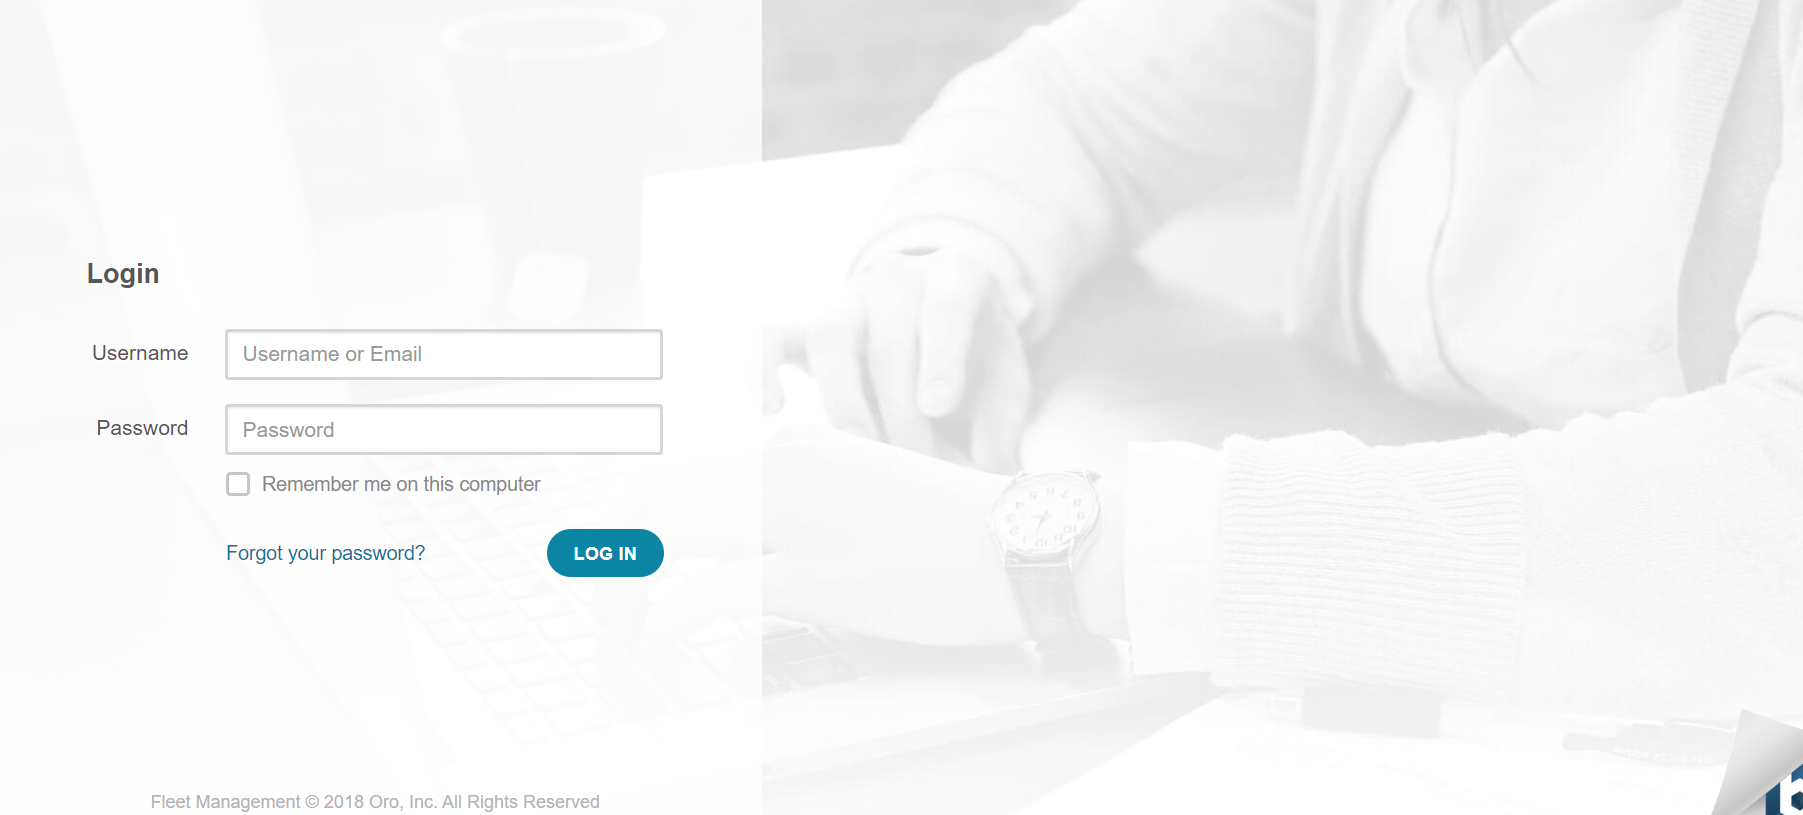 Login
Username
Username or Email
Password
Password
Remember me on this computer
Forgot your password?
LOG IN
Fleet Management © 2018 Oro, Inc. All Rights Reserved